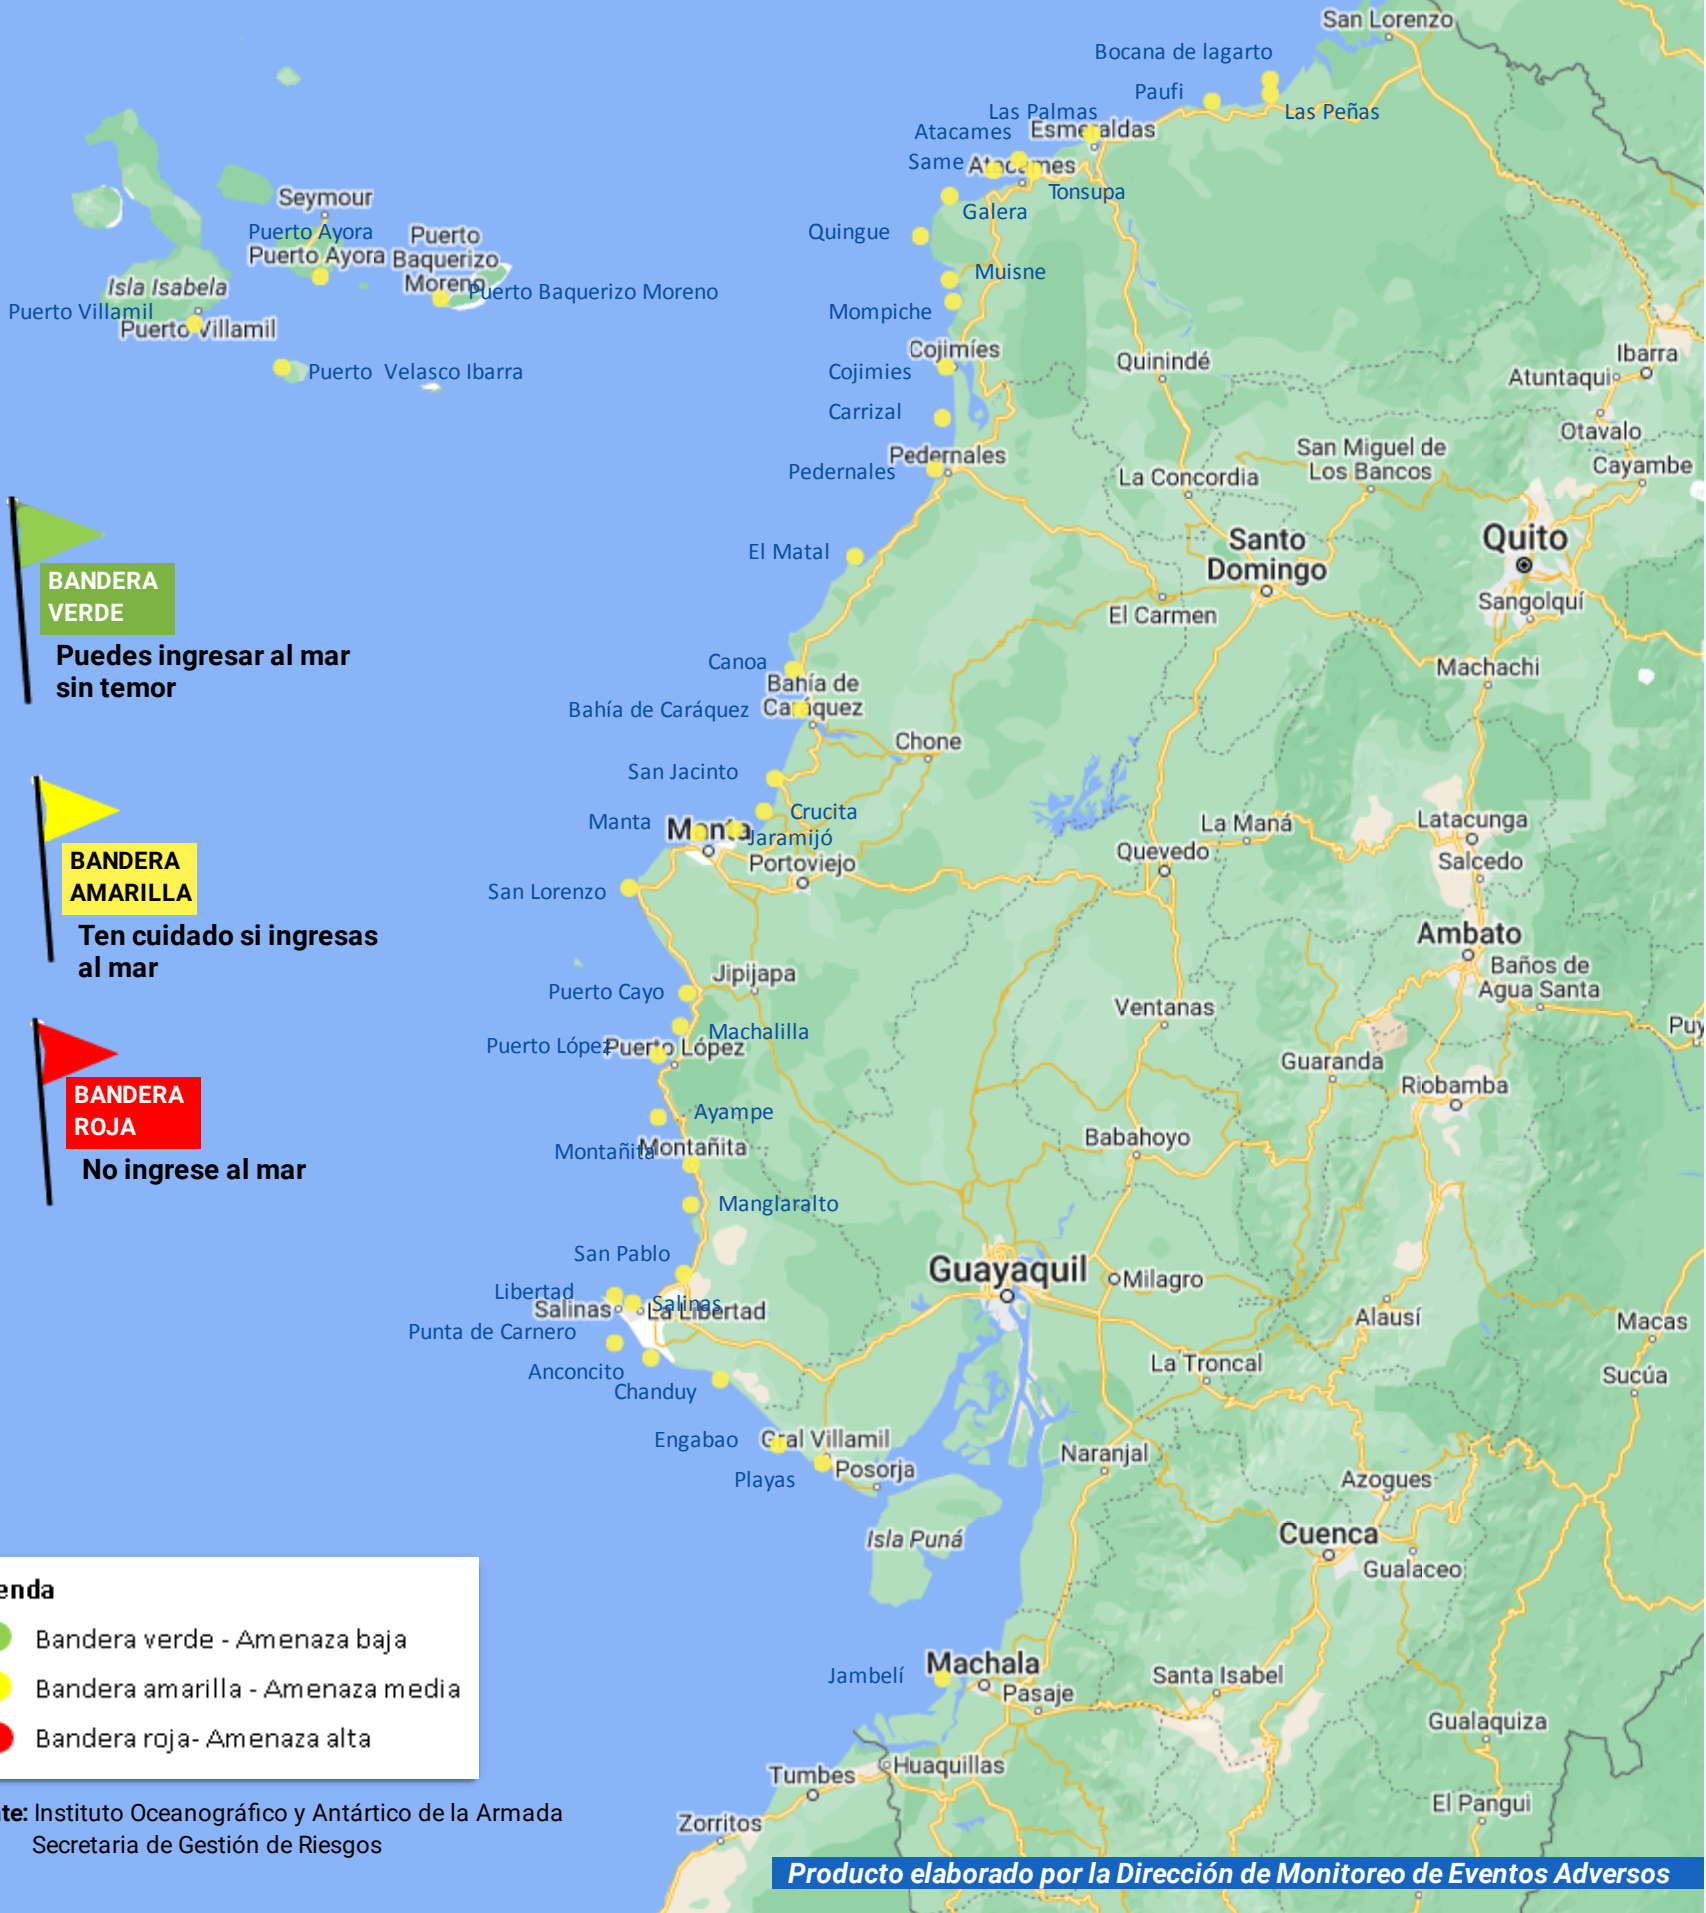 San Lorenzo
Bocana de lagarto
Paufi
Las Peñas
Las Palmas
Esmeraldas
Atacames
Same
Atacames
Tonsupa
Galera
Quingue
Muisne
Mompiche
Cojimíes
Cojimies
Carrizal
Pedernales
Pedernales
El Matal
Canoa
Bahía de
Caráquez
Bahía de Caráquez
Chone
San Jacinto
Crucita
Manta
Manta
Jaramijó
Portoviejo
San Lorenzo
Jipijapa
Puerto Cayo
Machalilla
Puerto López
Puerto López
Ayampe
Montañita
Montañita
Manglaralto
San Pablo
Libertad
Salinas
Salinas
La Libertad
Punta de Carnero
Anconcito
Chanduy
Engabao
Gral Villamil
Playas
Posorja
Isla Puná
Jambelí
Machala
Pasaje
Huaquillas
Tumbes
Zorritos
Seymour
Puerto Ayora
Puerto Ayora
Puerto
Baquerizo
Moreno
Puerto Baquerizo Moreno
Isla Isabela
Puerto Villamil
Puerto Villamil
Puerto Velasco Ibarra
Quinindé
Ibarra
Atuntaqui
Otavalo
Cayambe
San Miguel de
Los Bancos
La Concordia
Santo
Domingo
Quito
Sangolquí
El Carmen
Machachi
La Maná
Quevedo
Latacunga
Salcedo
Ambato
Baños de
Agua Santa
Ventanas
Puy
Guaranda
Riobamba
Babahoyo
Guayaquil
Milagro
Alausí
Macas
La Troncal
Sucúa
Naranjal
Azogues
Cuenca
Gualaceo
Santa Isabel
Gualaquiza
El Pangui
BANDERA
VERDE
Puedes ingresar al mar
sin temor
BANDERA
AMARILLA
Ten cuidado si ingresas
al mar
BANDERA
ROJA
No ingrese al mar
enda
Bandera verde - Amenaza baja
Bandera amarilla - Amenaza media
Bandera roja- Amenaza alta
te: Instituto Oceanográfico y Antártico de la Armada
Secretaria de Gestión de Riesgos
Producto elaborado por la Dirección de Monitoreo de Eventos Adversos